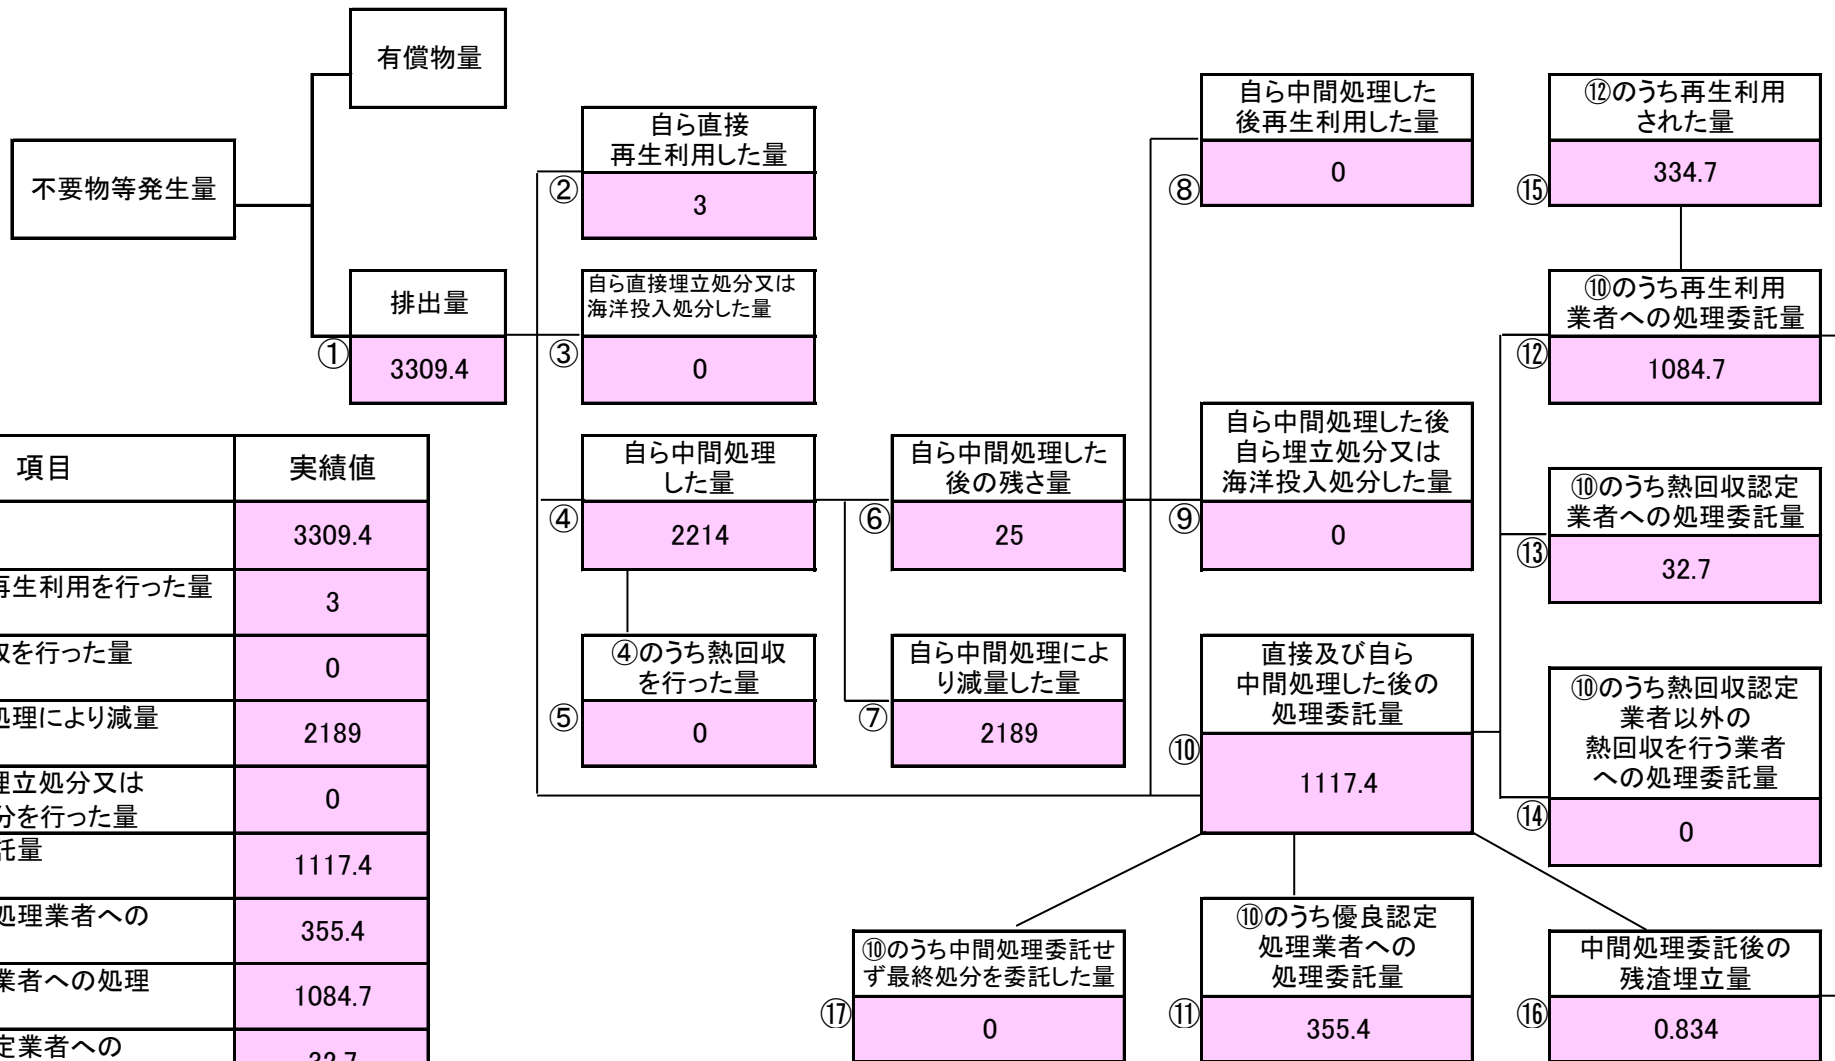 有償物量
不要物等発生量
排出量
①
3309.4
自ら直接
再生利用した量
②
3
自ら直接埋立処分又は
海洋投入処分した量
③
0
自ら中間処理
した量
④
2214
④のうち熱回収
を行った量
⑤
0
自ら中間処理した
後の残さ量
⑥
25
自ら中間処理によ
り減量した量
⑦
2189
自ら中間処理した
後再生利用した量
⑧
0
自ら中間処理した後
自ら埋立処分又は
海洋投入処分した量
⑨
0
直接及び自ら
中間処理した後の
処理委託量
⑩
1117.4
⑫のうち再生利用
された量
⑮
334.7
⑩のうち再生利用
業者への処理委託量
⑫
1084.7
⑩のうち熱回収認定
業者への処理委託量
⑬
32.7
⑩のうち熱回収認定
業者以外の
熱回収を行う業者
への処理委託量
⑭
0
⑩のうち中間処理委託せ
ず最終処分を委託した量
⑰
0
⑩のうち優良認定
処理業者への
処理委託量
⑪
355.4
中間処理委託後の
残渣埋立量
⑯
0.834
項目 実績値
3309.4
再生利用を行った量
3
を行った量
0
処理により減量
2189
埋立処分又は
分を行った量
0
託量
1117.4
処理業者への
355.4
業者への処理
1084.7
定業者への
32.7